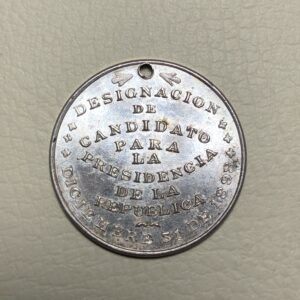 DESIGNACION
DE
CANDIDATO
PARA
LA
PRESIDENCIA
DE LA
REPUBLICA
DICIEMBRE 31 DE